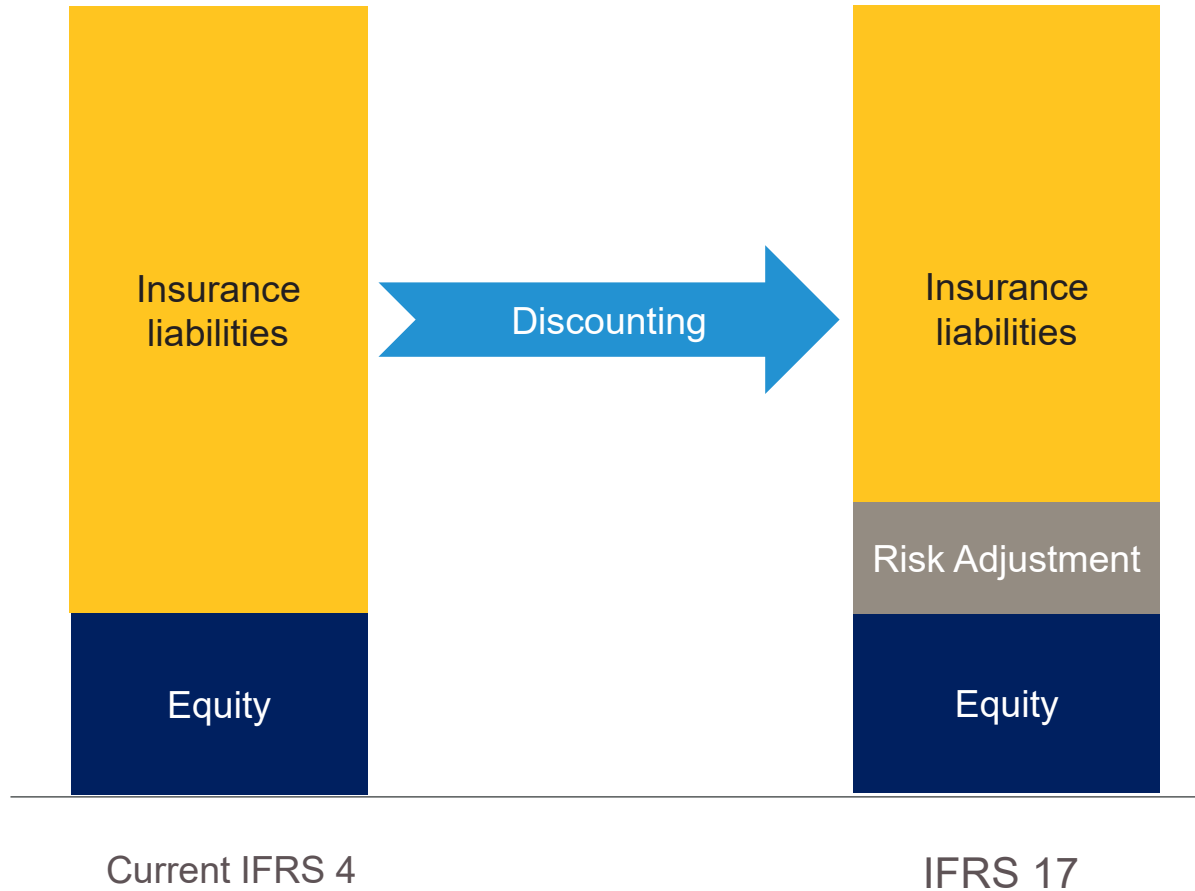 Insurance
liabilities
Equity
Discounting
Insurance
liabilities
Risk Adjustment
Equity
Current IFRS 4
IFRS 17